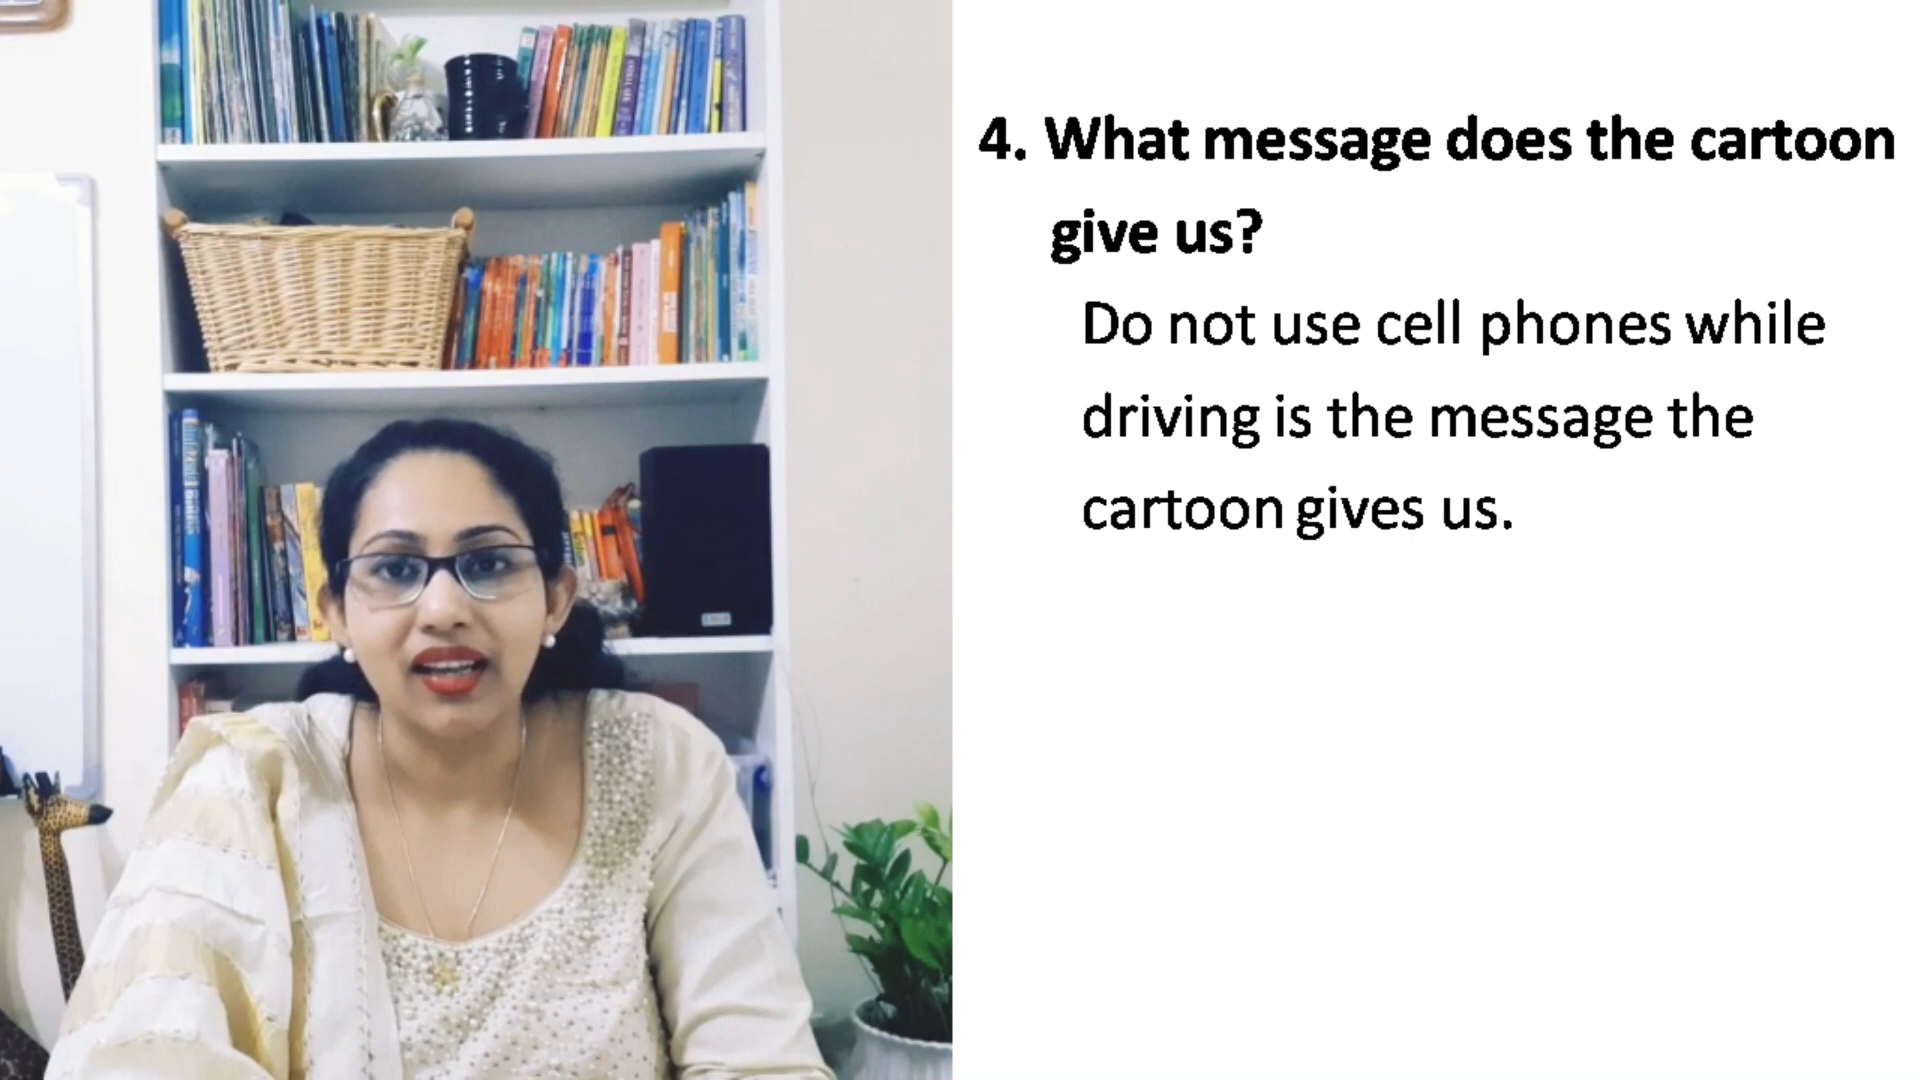 4. What message does the cartoon
give us?
Do not use cell phones while
driving is the message the
cartoon gives us.